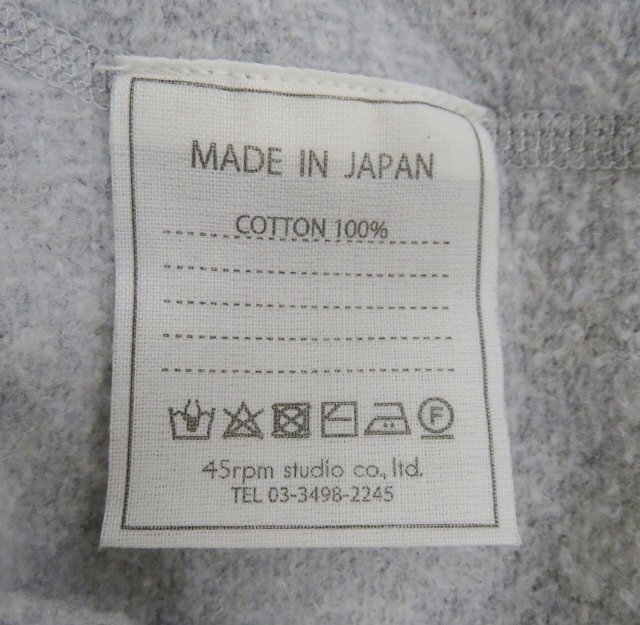 MADE IN JAPAN
COTTON 100%
F
45rpm studio co., ltd.
TEL 03-3498-2245